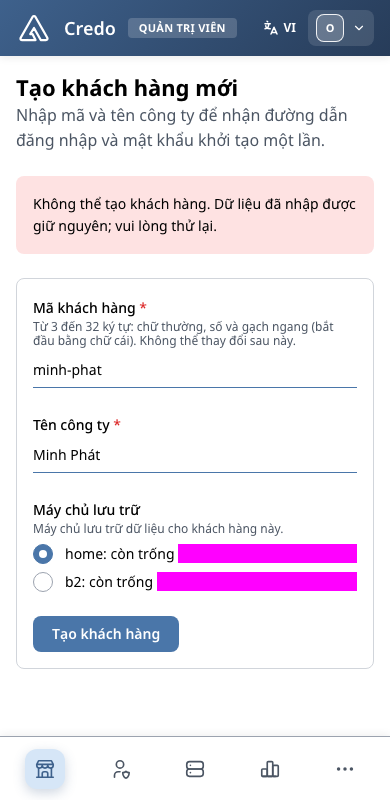 Credo
QUẢN TRỊ VIÊN
VI
O
Tạo khách hàng mới
Nhập mã và tên công ty để nhận đường dẫn
đăng nhập và mật khẩu khởi tạo một lần.
Không thể tạo khách hàng. Dữ liệu đã nhập được
giữ nguyên; vui lòng thử lại.
Mã khách hàng *
Từ 3 đến 32 ký tự: chữ thường, số và gạch ngang (bắt
đầu bằng chữ cái). Không thể thay đổi sau này.
minh-phat
Tên công ty *
Minh Phát
Máy chủ lưu trữ
Máy chủ lưu trữ dữ liệu cho khách hàng này.
home: còn trống
b2: còn trống
Tạo khách hàng